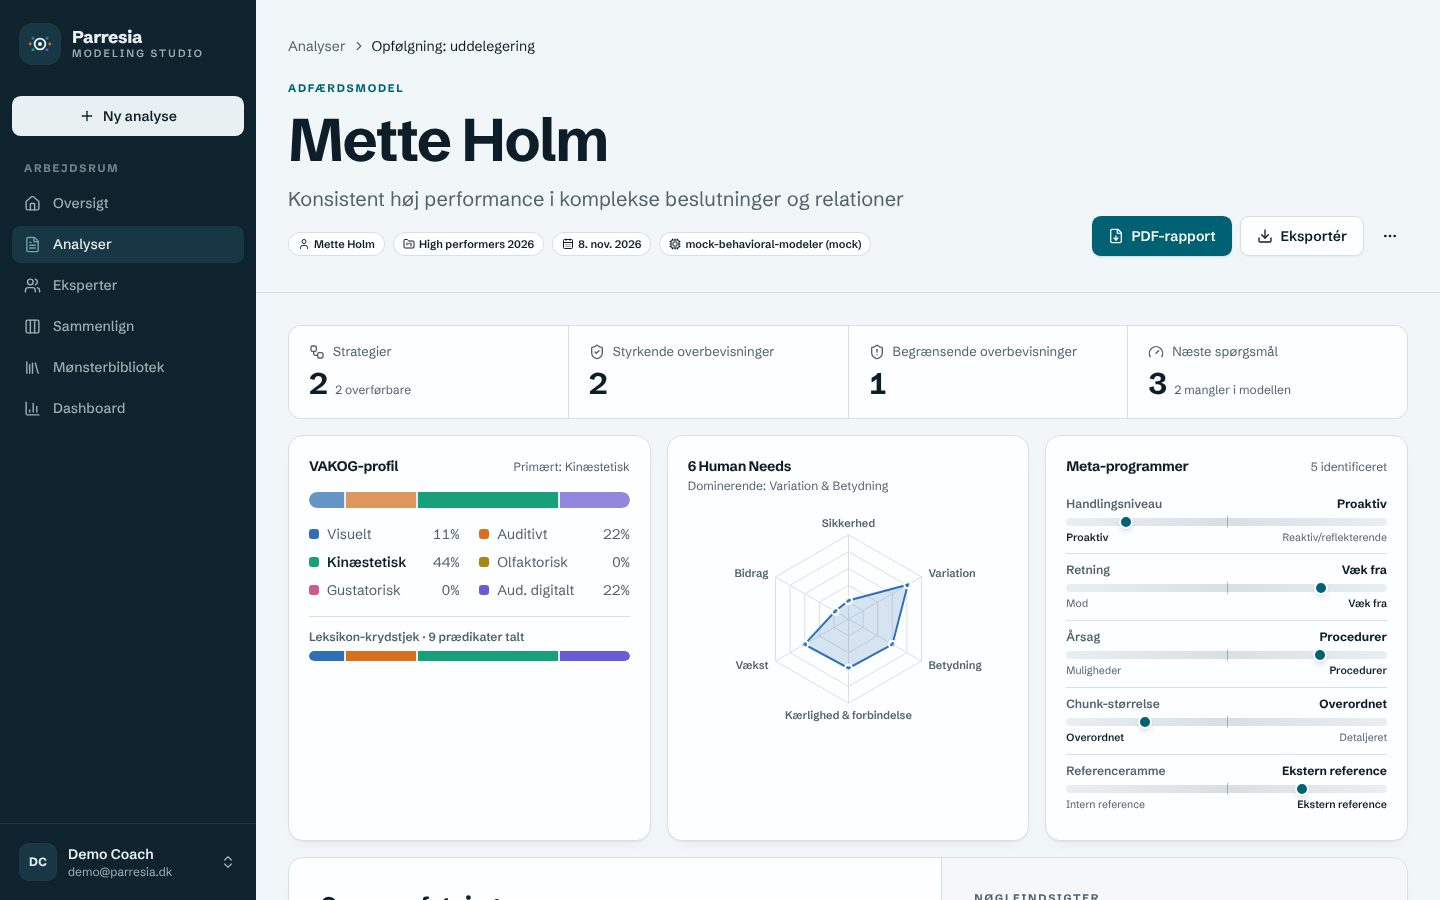 Parresia
MODELING STUDIO
Ny analyse
ARBEJDSRUM
Oversigt
Analyser
Eksperter
Sammenlign
Mønsterbibliotek
Dashboard
DC
Demo Coach
demo@parresia.dk
Analyser > Opfølgning: uddelegering
ADFÆRDSMODEL
Mette Holm
Konsistent høj performance i komplekse beslutninger og relationer
Mette Holm
High performers 2026
8. nov. 2026
mock-behavioral-modeler (mock)
PDF-rapport
Eksportér
Strategier
2 2 overførbare
Styrkende overbevisninger
2
Begrænsende overbevisninger
1
Næste spørgsmål
3 2 mangler i modellen
VAKOG-profil
Primært: Kinæstetisk
Visuelt 11%
Auditivt 22%
Kinæstetisk 44%
Olfaktorisk 0%
Gustatorisk 0%
Aud. digitalt 22%
Leksikon-krydstjek · 9 prædikater talt
6 Human Needs
Dominerende: Variation & Betydning
Sikkerhed
Bidrag
Variation
Vækst
Betydning
Kærlighed & forbindelse
Meta-programmer
5 identificeret
Handlingsniveau Proaktiv
Proaktiv Reaktiv/reflekterende
Retning Væk fra
Mod Væk fra
Årsag Procedurer
Muligheder Procedurer
Chunk-størrelse Overordnet
Overordnet Detaljeret
Referenceramme Ekstern reference
Intern reference Ekstern reference
NØGLEINDSIGTER